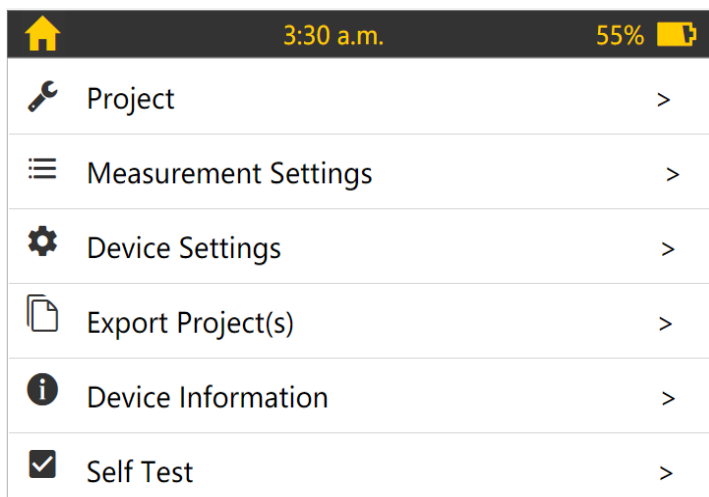 3:30 a.m. 55%
Project >
Measurement Settings >
Device Settings >
Export Project(s) >
Device Information >
Self Test >